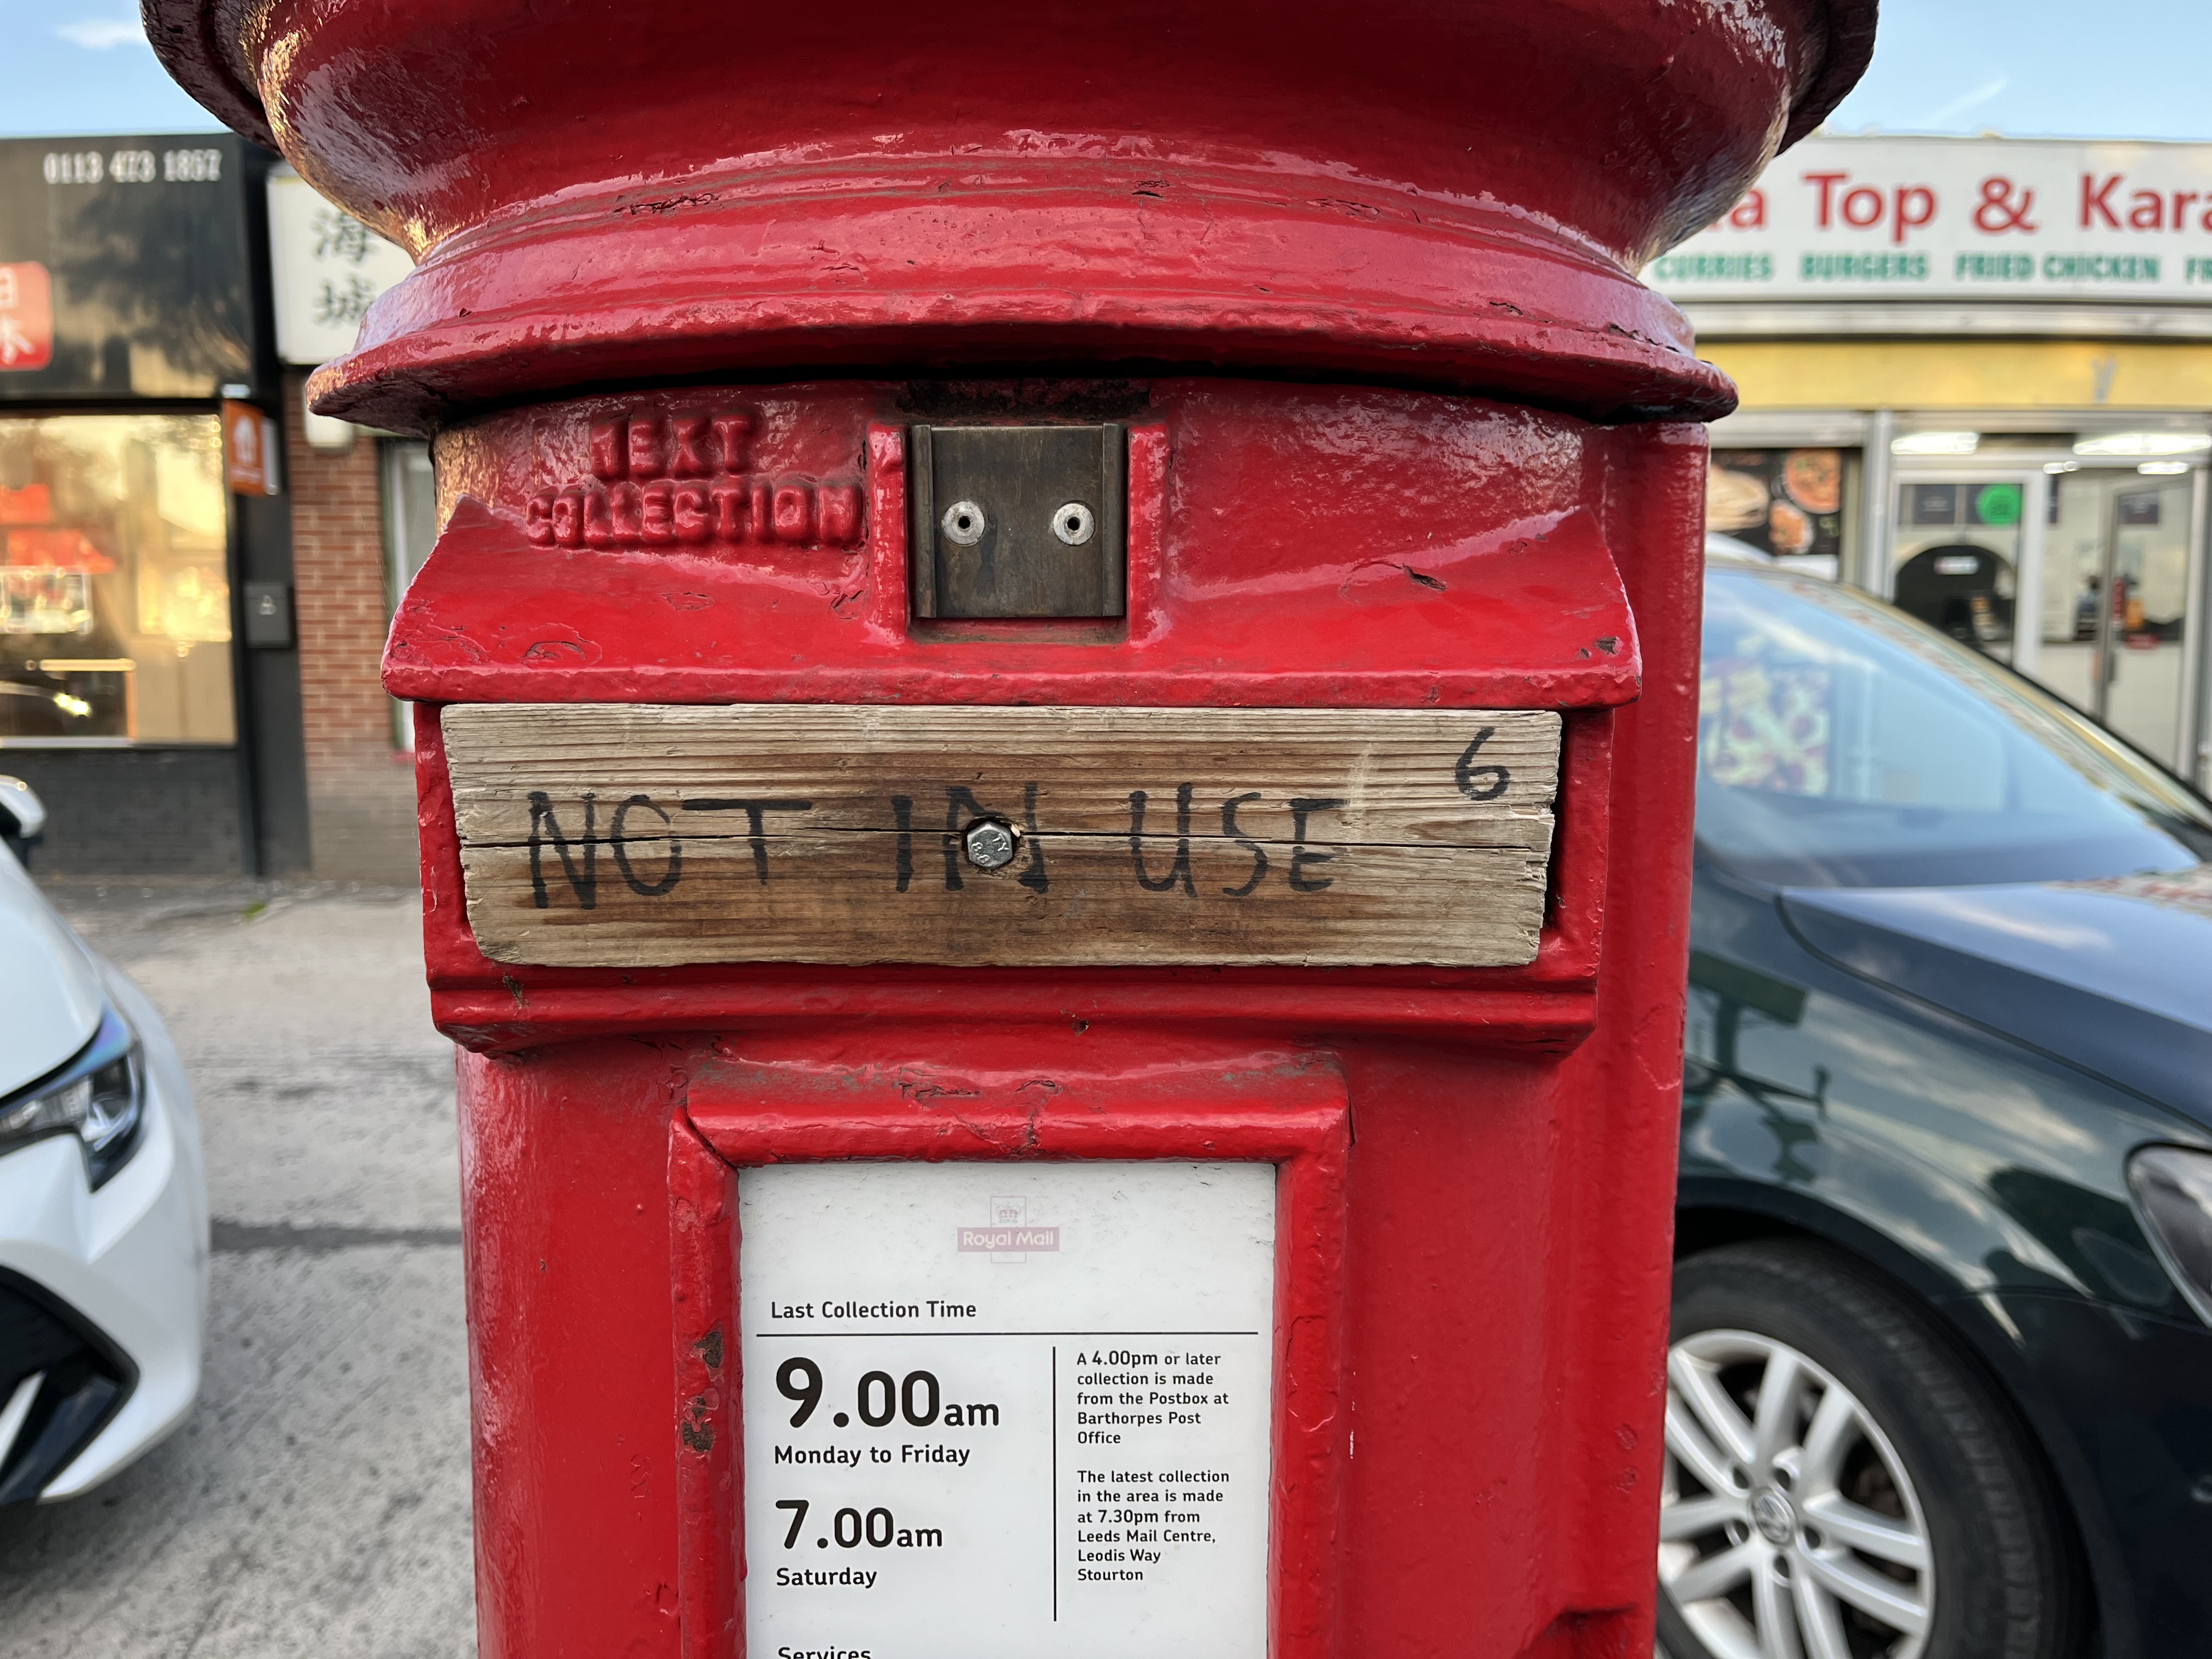 0113 473 1857
海
城
Top & Kara
CURRIES BURGERS FRIED CHICKEN
NEXT
COLLECTION
6
NOT IN USE
Royal Mail
Last Collection Time
9.00am
Monday to Friday
7.00am
Saturday
A 4.00pm or later
collection is made
from the Postbox at
Barthorpes Post
Office
The latest collection
in the area is made
at 7.30pm from
Leeds Mail Centre,
Leodis Way
Stourton
Services